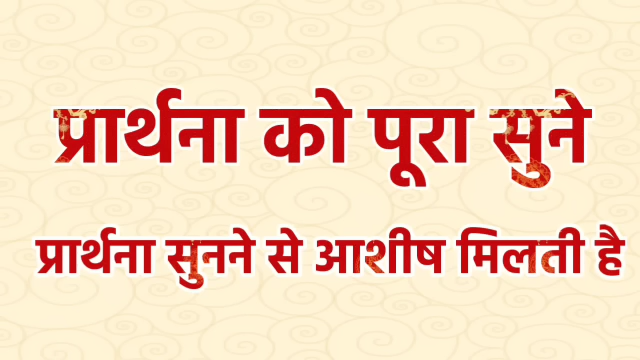 प्रार्थना को पूरा सुने
प्रार्थना सुनने से आशीष मिलती है